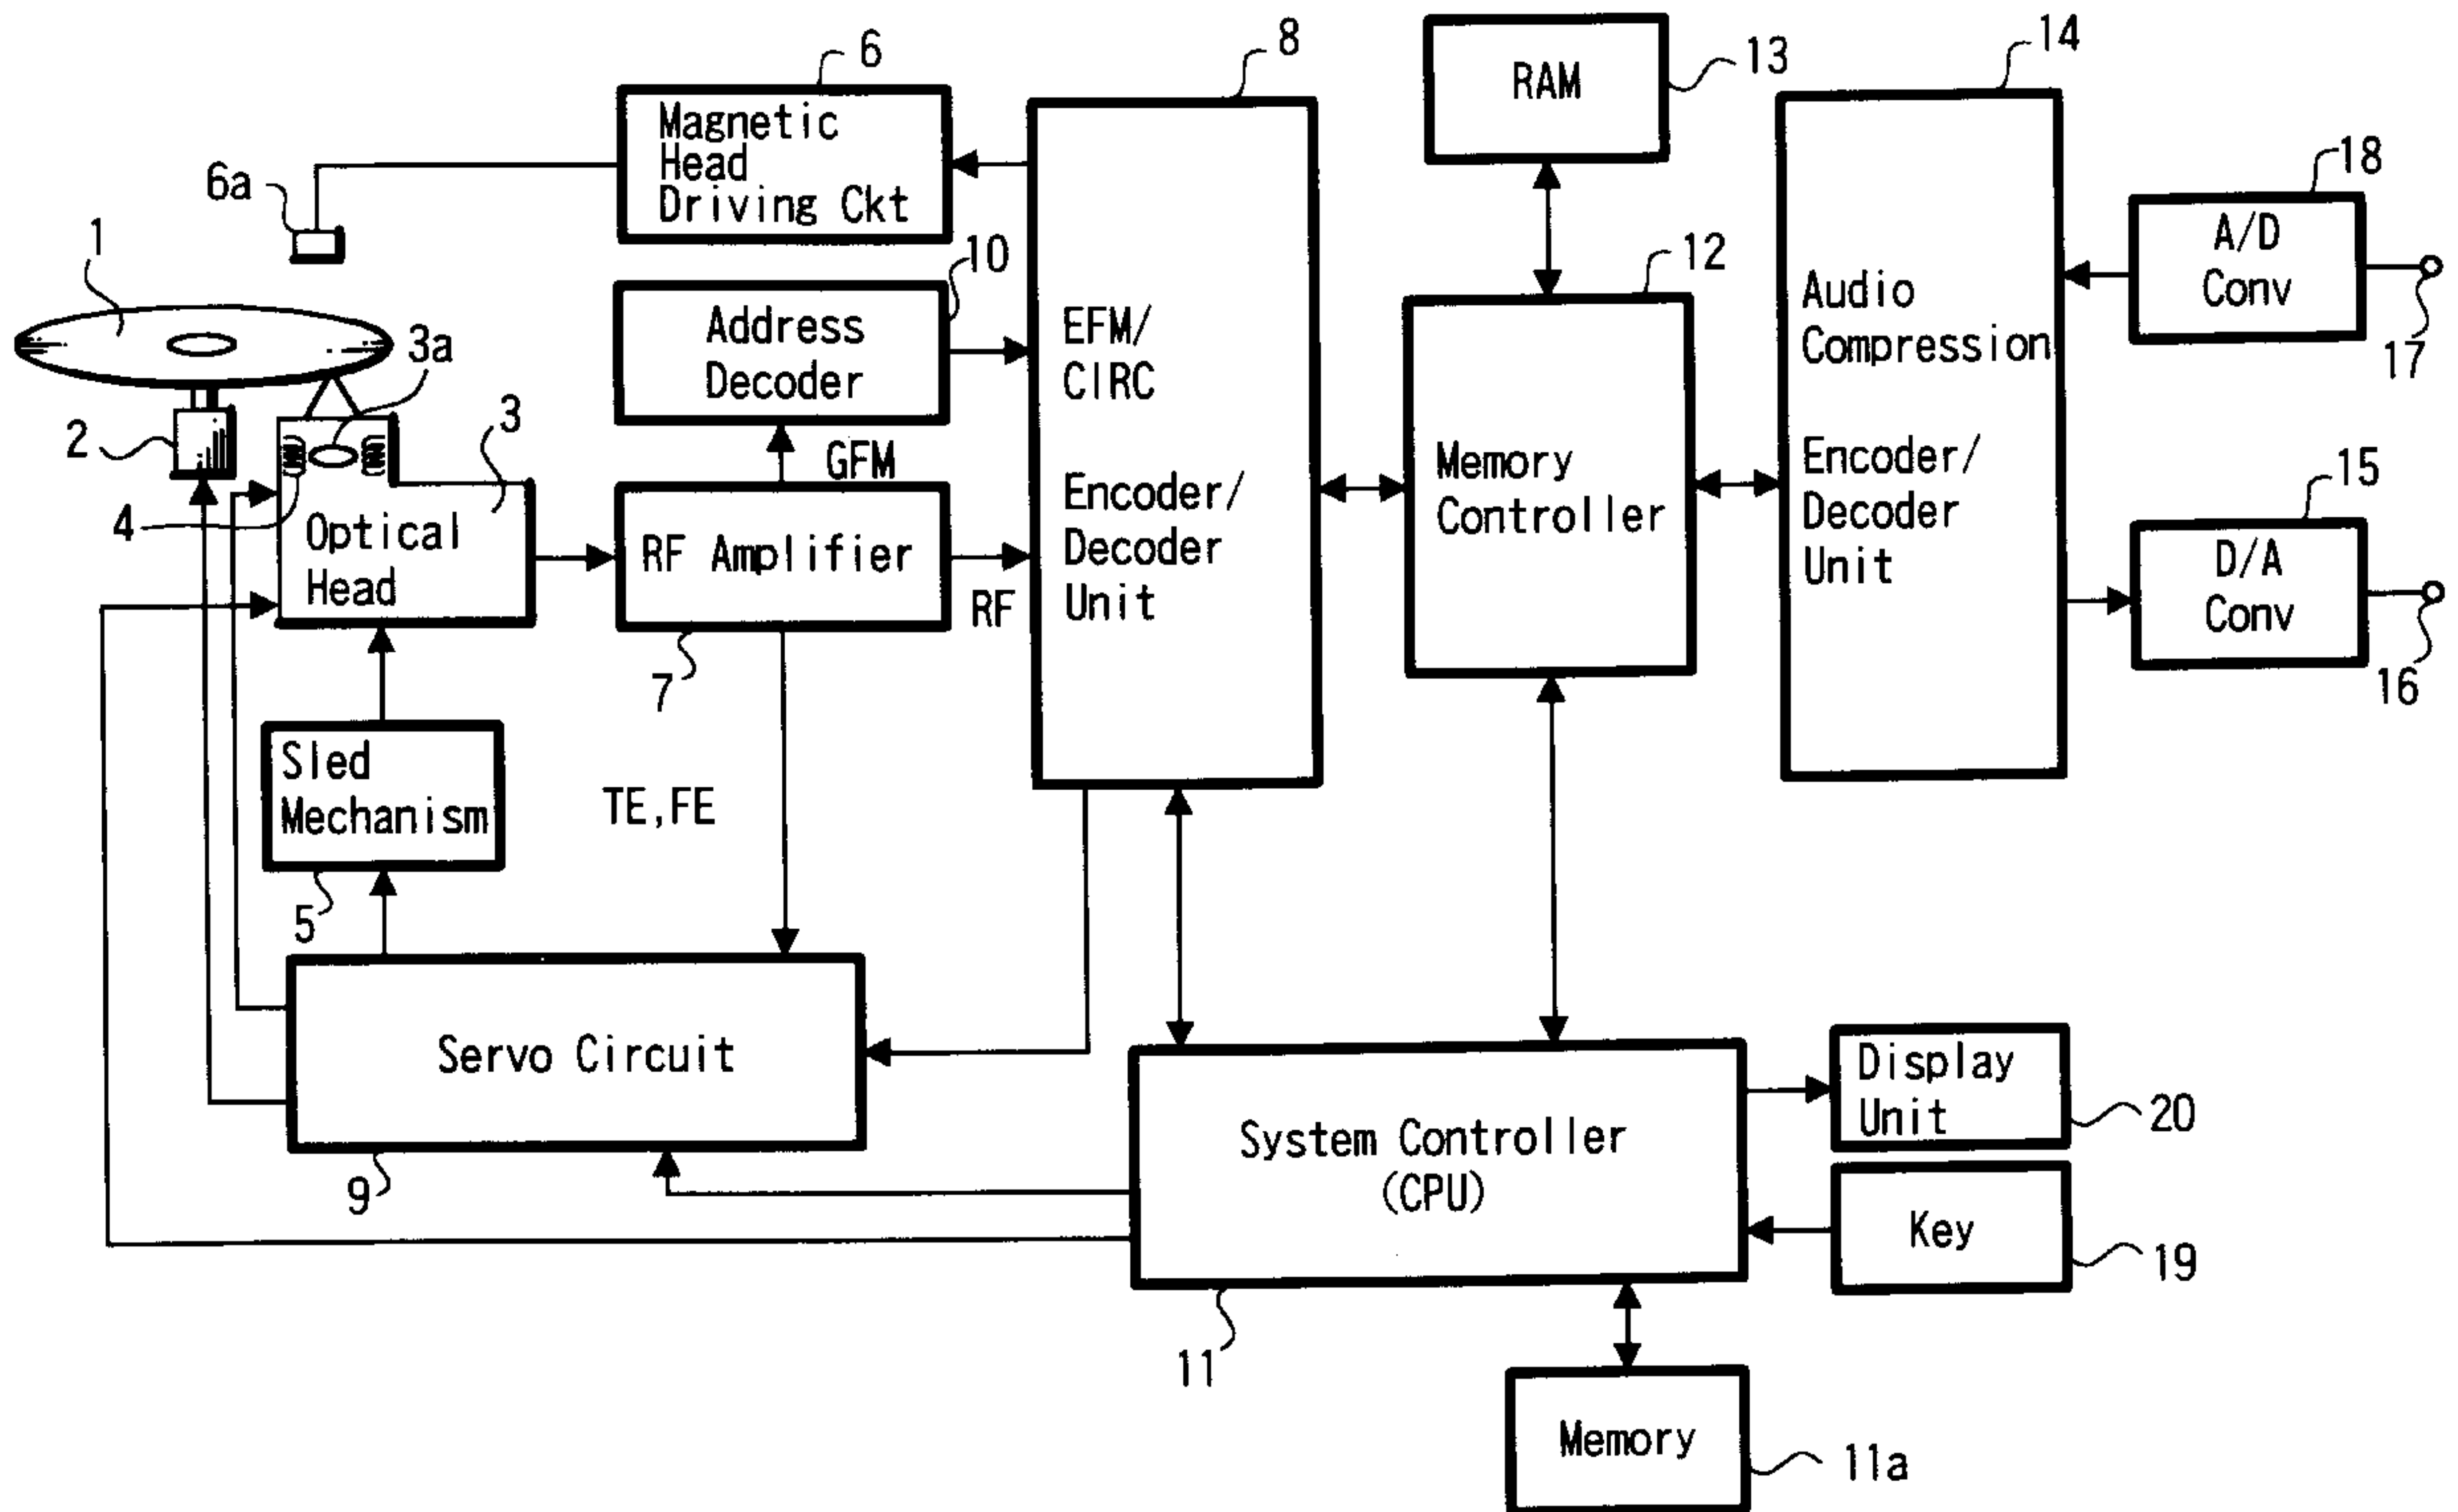 6
8
13
14
RAM
Magnetic
Head
Driving Ckt
6a
18
A/D
Conv
17
1
10
12
Address
Decoder
EFM/
CIRC
Encoder/
Decoder
Unit
Audio
Compression
Encoder/
Decoder
Unit
3a
3
2
4
GFM
Optical
Head
RF Amplifier
RF
7
Memory
Controller
15
D/A
Conv
16
Sled
Mechanism
5
TE,FE
Servo Circuit
9
System Controller
(CPU)
11
Display
Unit
20
Key
19
Memory
11a